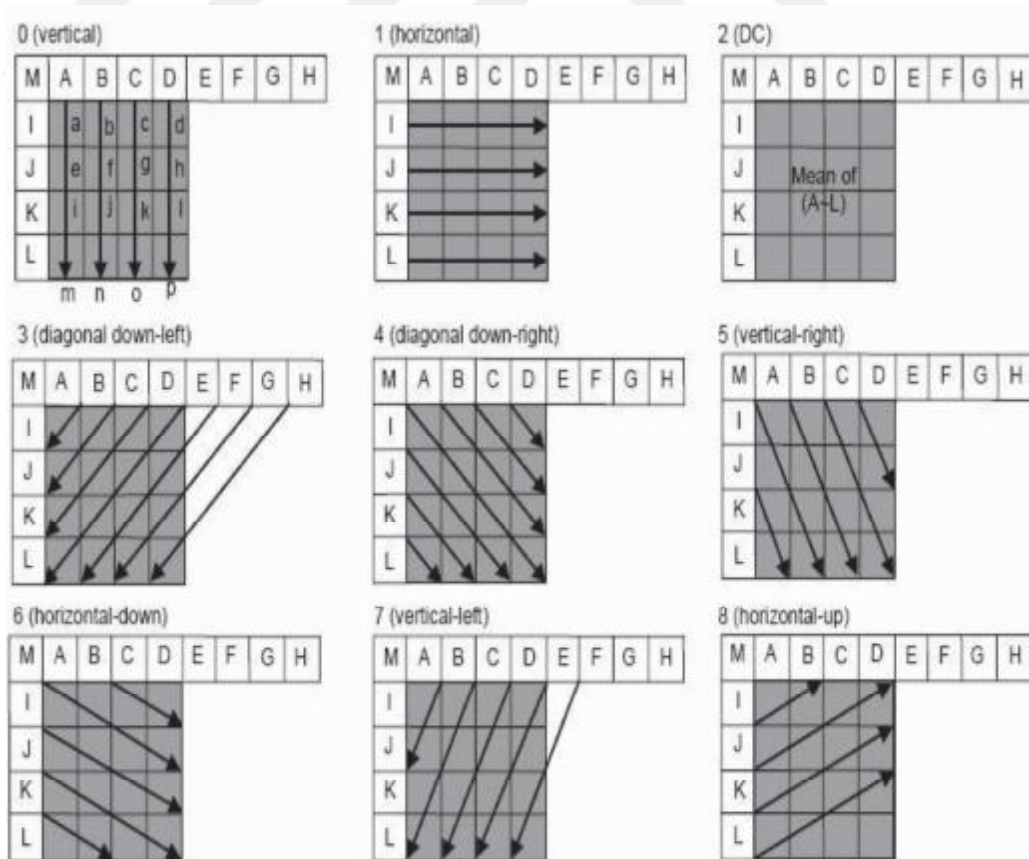 0 (vertical)
M A B C D E F G H
I a b c d
J e f g h
K i j k l
L
m n o p
1 (horizontal)
M A B C D E F G H
I
J
K
L
2 (DC)
M A B C D E F G H
I
J Mean of
K (A~L)
L
3 (diagonal down-left)
M A B C D E F G H
I
J
K
L
4 (diagonal down-right)
M A B C D E F G H
I
J
K
L
5 (vertical-right)
M A B C D E F G H
I
J
K
L
6 (horizontal-down)
M A B C D E F G H
I
J
K
L
7 (vertical-left)
M A B C D E F G H
I
J
K
L
8 (horizontal-up)
M A B C D E F G H
I
J
K
L